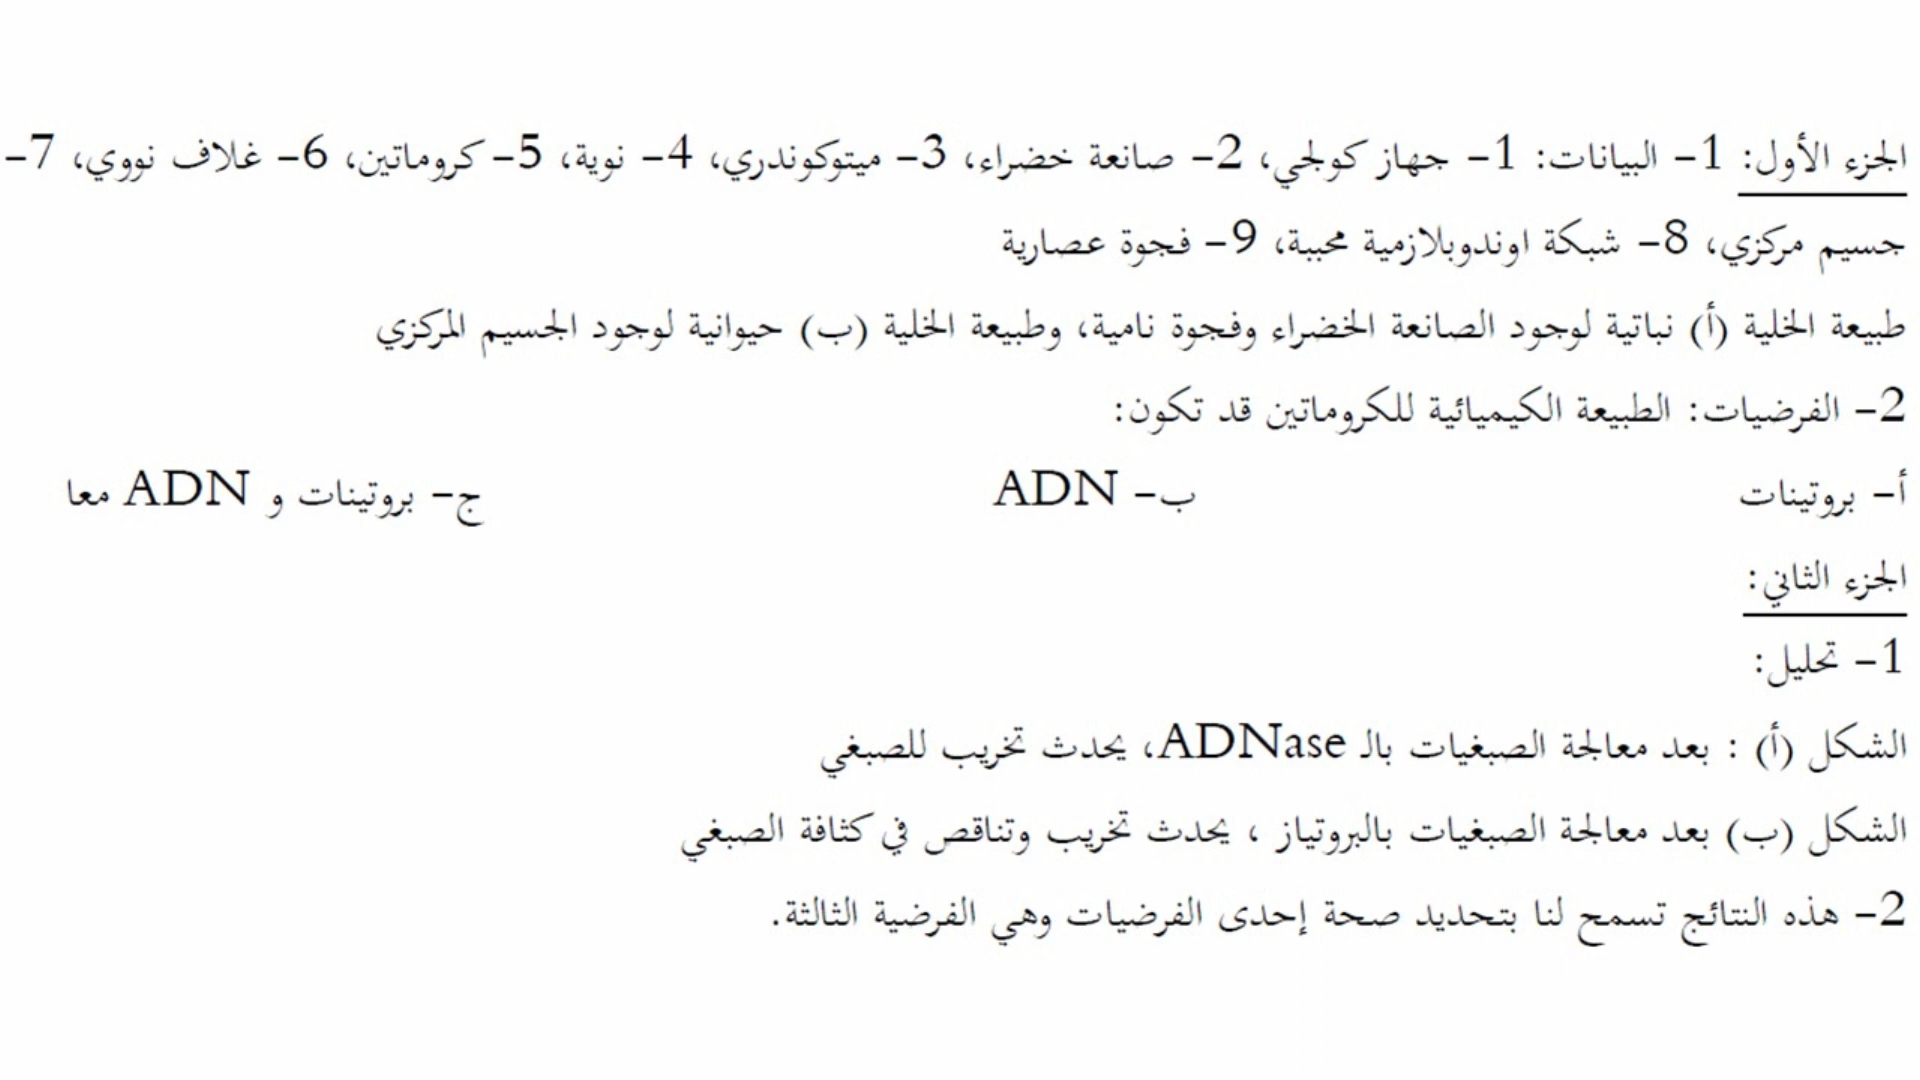 الجزء الأول: 1- البيانات: 1- جهاز كولجي، 2- صانعة خضراء، 3- ميتوكوندري، 4- نوية، 5- كروماتين، 6- غلاف نووي، 7-
جسيم مركزي، 8- شبكة اوندوبلازمية محببة، 9- فجوة عصارية
طبيعة الخلية (أ) نباتية لوجود الصانعة الخضراء وفجوة نامية، وطبيعة الخلية (ب) حيوانية لوجود الجسيم المركزي
2- الفرضيات: الطبيعة الكيميائية للكروماتين قد تكون:
أ- بروتينات ب- ADN ج- بروتينات و ADN معا
الجزء الثاني:
1- تحليل:
الشكل (أ) : بعد معالجة الصبغيات بالـ ADNase، يحدث تخريب للصبغي
الشكل (ب) بعد معالجة الصبغيات بالبروتياز ، يحدث تخريب وتناقص في كثافة الصبغي
2- هذه النتائج تسمح لنا بتحديد صحة إحدى الفرضيات وهي الفرضية الثالثة.